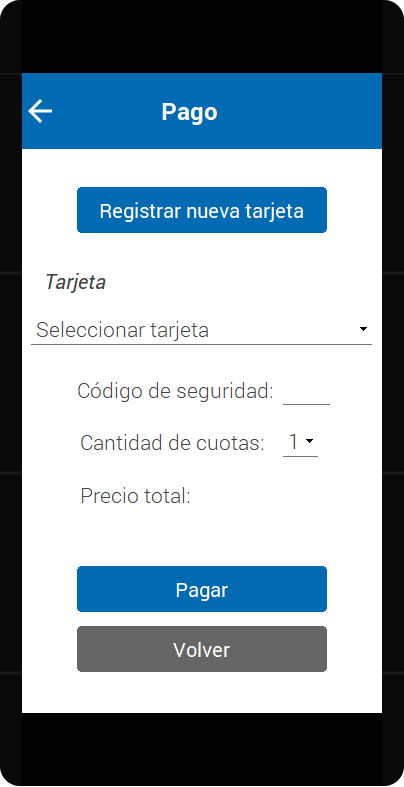 Pago
Registrar nueva tarjeta
Tarjeta
Seleccionar tarjeta
Código de seguridad:
Cantidad de cuotas: 1
Precio total:
Pagar
Volver